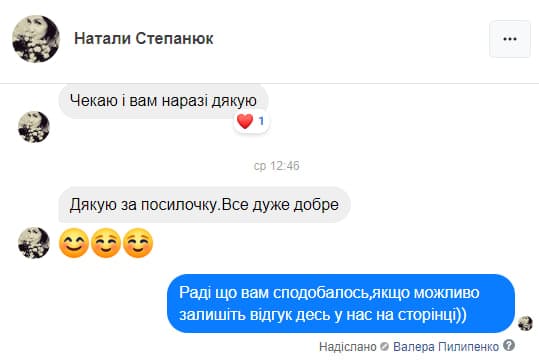 Натали Степанюк
Чекаю і вам наразі дякую
1
ср 12:46
Дякую за посилочку.Все дуже добре
Раді що вам сподобалось,якщо можливо
залишіть відгук десь у нас на сторінці))
Надіслано Валера Пилипенко